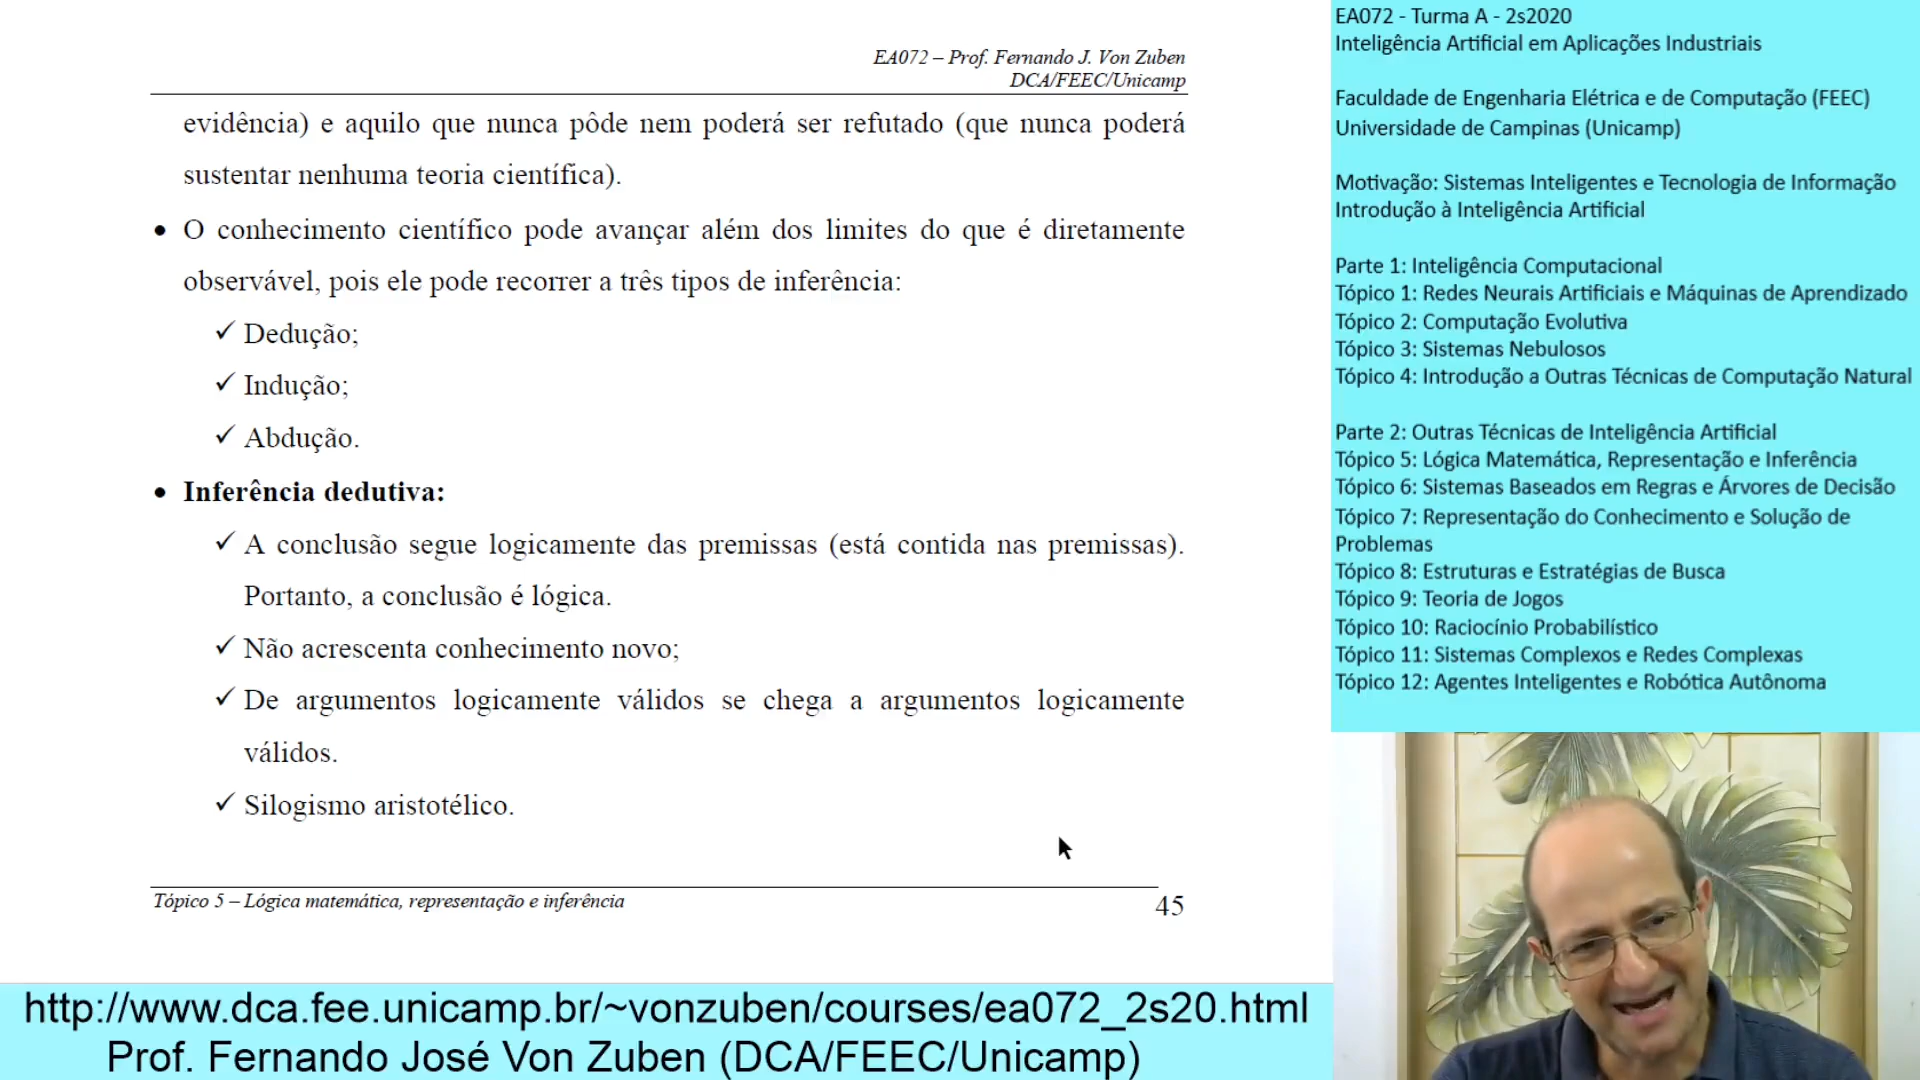 EA072 – Prof. Fernando J. Von Zuben
DCA/FEEC/Unicamp
evidência) e aquilo que nunca pôde nem poderá ser refutado (que nunca poderá
sustentar nenhuma teoria científica).
• O conhecimento científico pode avançar além dos limites do que é diretamente
observável, pois ele pode recorrer a três tipos de inferência:
✓ Dedução;
✓ Indução;
✓ Abdução.
• Inferência dedutiva:
✓ A conclusão segue logicamente das premissas (está contida nas premissas).
Portanto, a conclusão é lógica.
✓ Não acrescenta conhecimento novo;
✓ De argumentos logicamente válidos se chega a argumentos logicamente
válidos.
✓ Silogismo aristotélico.
Tópico 5 – Lógica matemática, representação e inferência
45
http://www.dca.fee.unicamp.br/~vonzuben/courses/ea072_2s20.html
Prof. Fernando José Von Zuben (DCA/FEEC/Unicamp)
EA072 - Turma A - 2s2020
Inteligência Artificial em Aplicações Industriais
Faculdade de Engenharia Elétrica e de Computação (FEEC)
Universidade de Campinas (Unicamp)
Motivação: Sistemas Inteligentes e Tecnologia de Informação
Introdução à Inteligência Artificial
Parte 1: Inteligência Computacional
Tópico 1: Redes Neurais Artificiais e Máquinas de Aprendizado
Tópico 2: Computação Evolutiva
Tópico 3: Sistemas Nebulosos
Tópico 4: Introdução a Outras Técnicas de Computação Natural
Parte 2: Outras Técnicas de Inteligência Artificial
Tópico 5: Lógica Matemática, Representação e Inferência
Tópico 6: Sistemas Baseados em Regras e Árvores de Decisão
Tópico 7: Representação do Conhecimento e Solução de
Problemas
Tópico 8: Estruturas e Estratégias de Busca
Tópico 9: Teoria de Jogos
Tópico 10: Raciocínio Probabilístico
Tópico 11: Sistemas Complexos e Redes Complexas
Tópico 12: Agentes Inteligentes e Robótica Autônoma